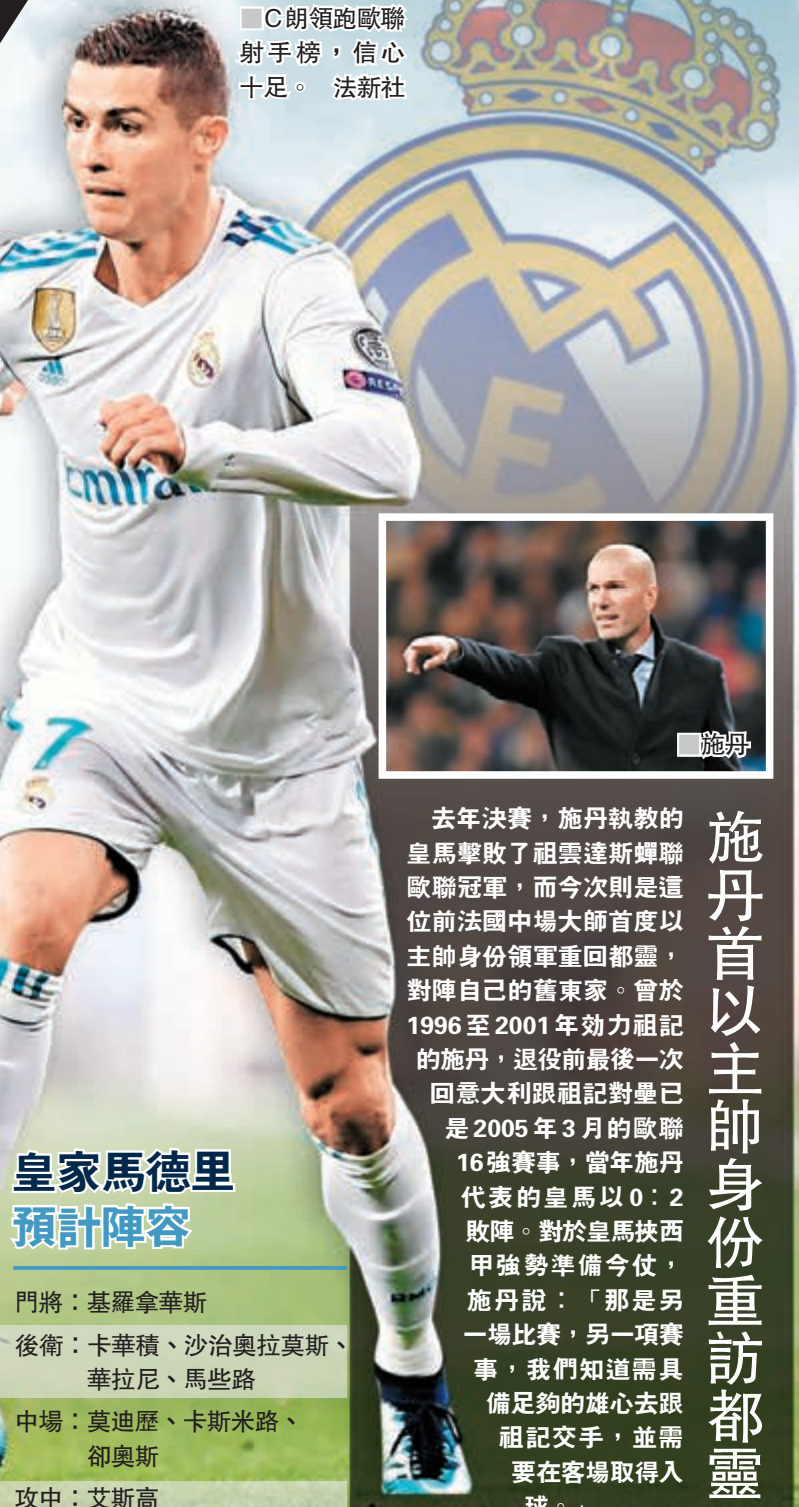 ■C朗領跑歐聯
射手榜，信心
十足。 法新社
RESP
adidas
7
■施丹
施丹首以主帥身份重訪都靈
去年決賽，施丹執教的
皇馬擊敗了祖雲達斯蟬聯
歐聯冠軍，而今次則是這
位前法國中場大師首度以
主帥身份領軍重回都靈，
對陣自己的舊東家。曾於
1996至2001年効力祖記
的施丹，退役前最後一次
回意大利跟祖記對壘已
是2005年3月的歐聯
16強賽事，當年施丹
代表的皇馬以0：2
敗陣。對於皇馬挾西
甲強勢準備今仗，
施丹說：「那是另
一場比賽，另一項賽
事，我們知道需具
備足夠的雄心去跟
祖記交手，並需
要在客場取得入
球。」
皇家馬德里
預計陣容
門將：基羅拿華斯
後衛：卡華積、沙治奧拉莫斯、
華拉尼、馬些路
中場：莫迪歷、卡斯米路、
卻奧斯
攻中：艾斯高